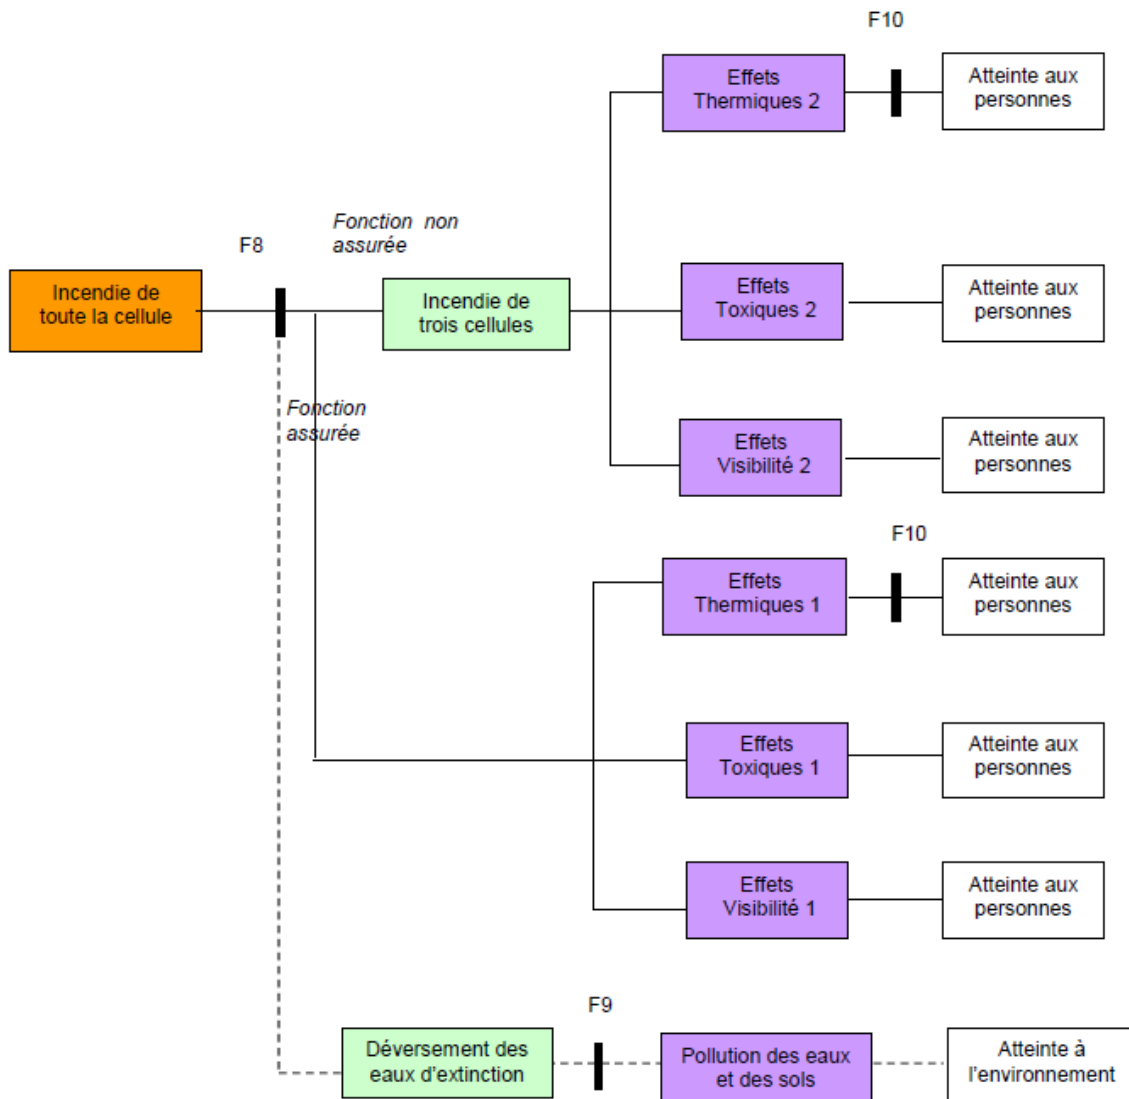 F10
Effets
Thermiques 2
Atteinte aux
personnes
Fonction non
assurée
F8
Incendie de
toute la cellule
Incendie de
trois cellules
Effets
Toxiques 2
Atteinte aux
personnes
Fonction
assurée
Effets
Visibilité 2
Atteinte aux
personnes
F10
Effets
Thermiques 1
Atteinte aux
personnes
Effets
Toxiques 1
Atteinte aux
personnes
Effets
Visibilité 1
Atteinte aux
personnes
F9
Déversement des
eaux d'extinction
Pollution des eaux
et des sols
Atteinte à
l'environnement